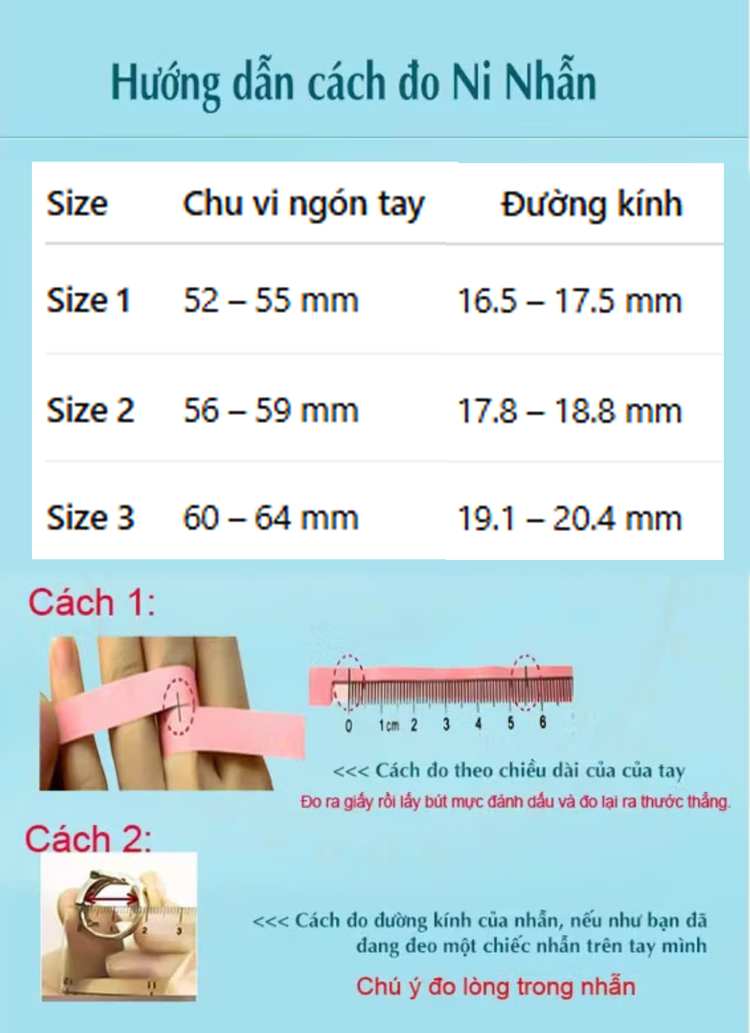 Hướng dẫn cách đo Ni Nhẫn
Size Chu vi ngón tay Đường kính
Size 1 52 – 55 mm 16.5 – 17.5 mm
Size 2 56 – 59 mm 17.8 – 18.8 mm
Size 3 60 – 64 mm 19.1 – 20.4 mm
Cách 1:
0 1cm 2 3 4 5 6
<<< Cách đo theo chiều dài của của tay
Đo ra giấy rồi lấy bút mực đánh dấu và đo lại ra thước thẳng.
Cách 2:
1 2 3
<<< Cách đo đường kính của nhẫn, nếu như bạn đã
đang đeo một chiếc nhẫn trên tay mình
Chú ý đo lòng trong nhẫn